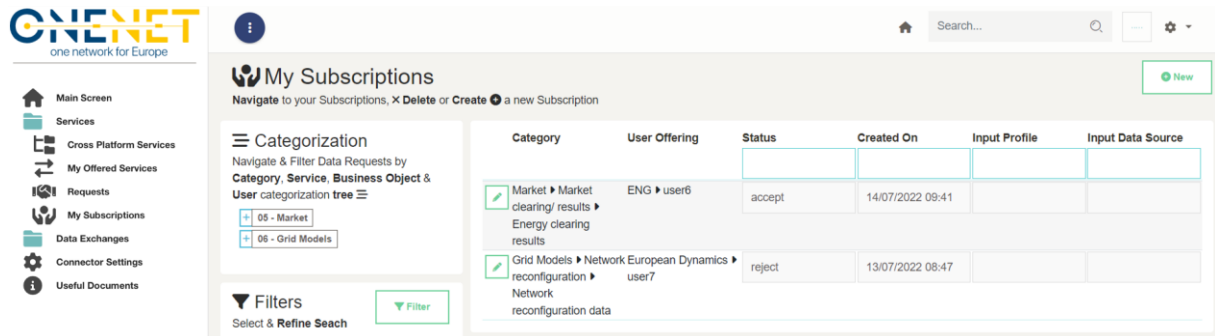 ONENET
one network for Europe
Main Screen
Services
Cross Platform Services
My Offered Services
Requests
My Subscriptions
Data Exchanges
Connector Settings
Useful Documents
Search...
My Subscriptions
Navigate to your Subscriptions, × Delete or Create a new Subscription
New
Categorization
Navigate & Filter Data Requests by
Category, Service, Business Object &
User categorization tree
+ 05 - Market
+ 06 - Grid Models
Filters
Select & Refine Seach
Filter
Category User Offering Status Created On Input Profile Input Data Source
Market ▸ Market
clearing/ results ▸
Energy clearing
results
ENG ▸ user6
accept
14/07/2022 09:41
Grid Models ▸ Network
reconfiguration ▸
Network
reconfiguration data
European Dynamics ▸
user7
reject
13/07/2022 08:47